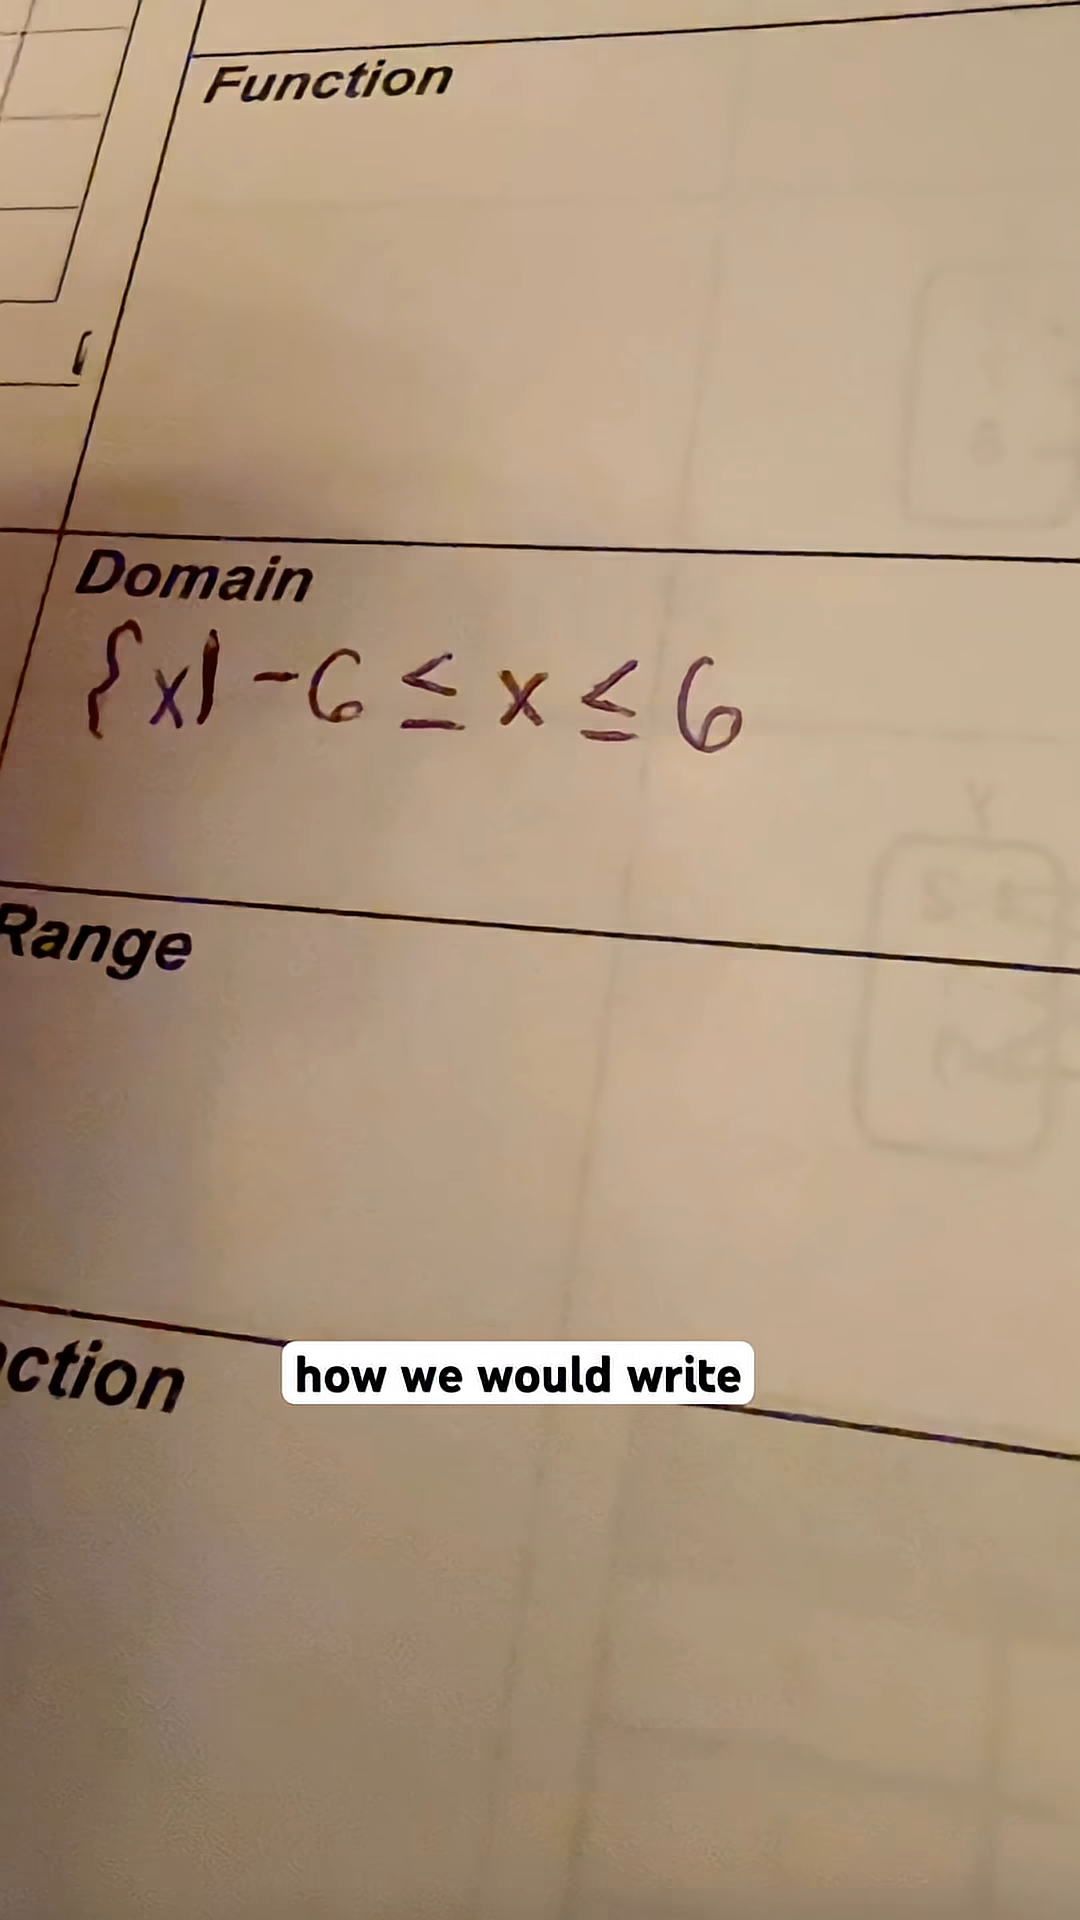 Function
Domain
{x| -6 ≤ x ≤ 6
Range
ction
how we would write